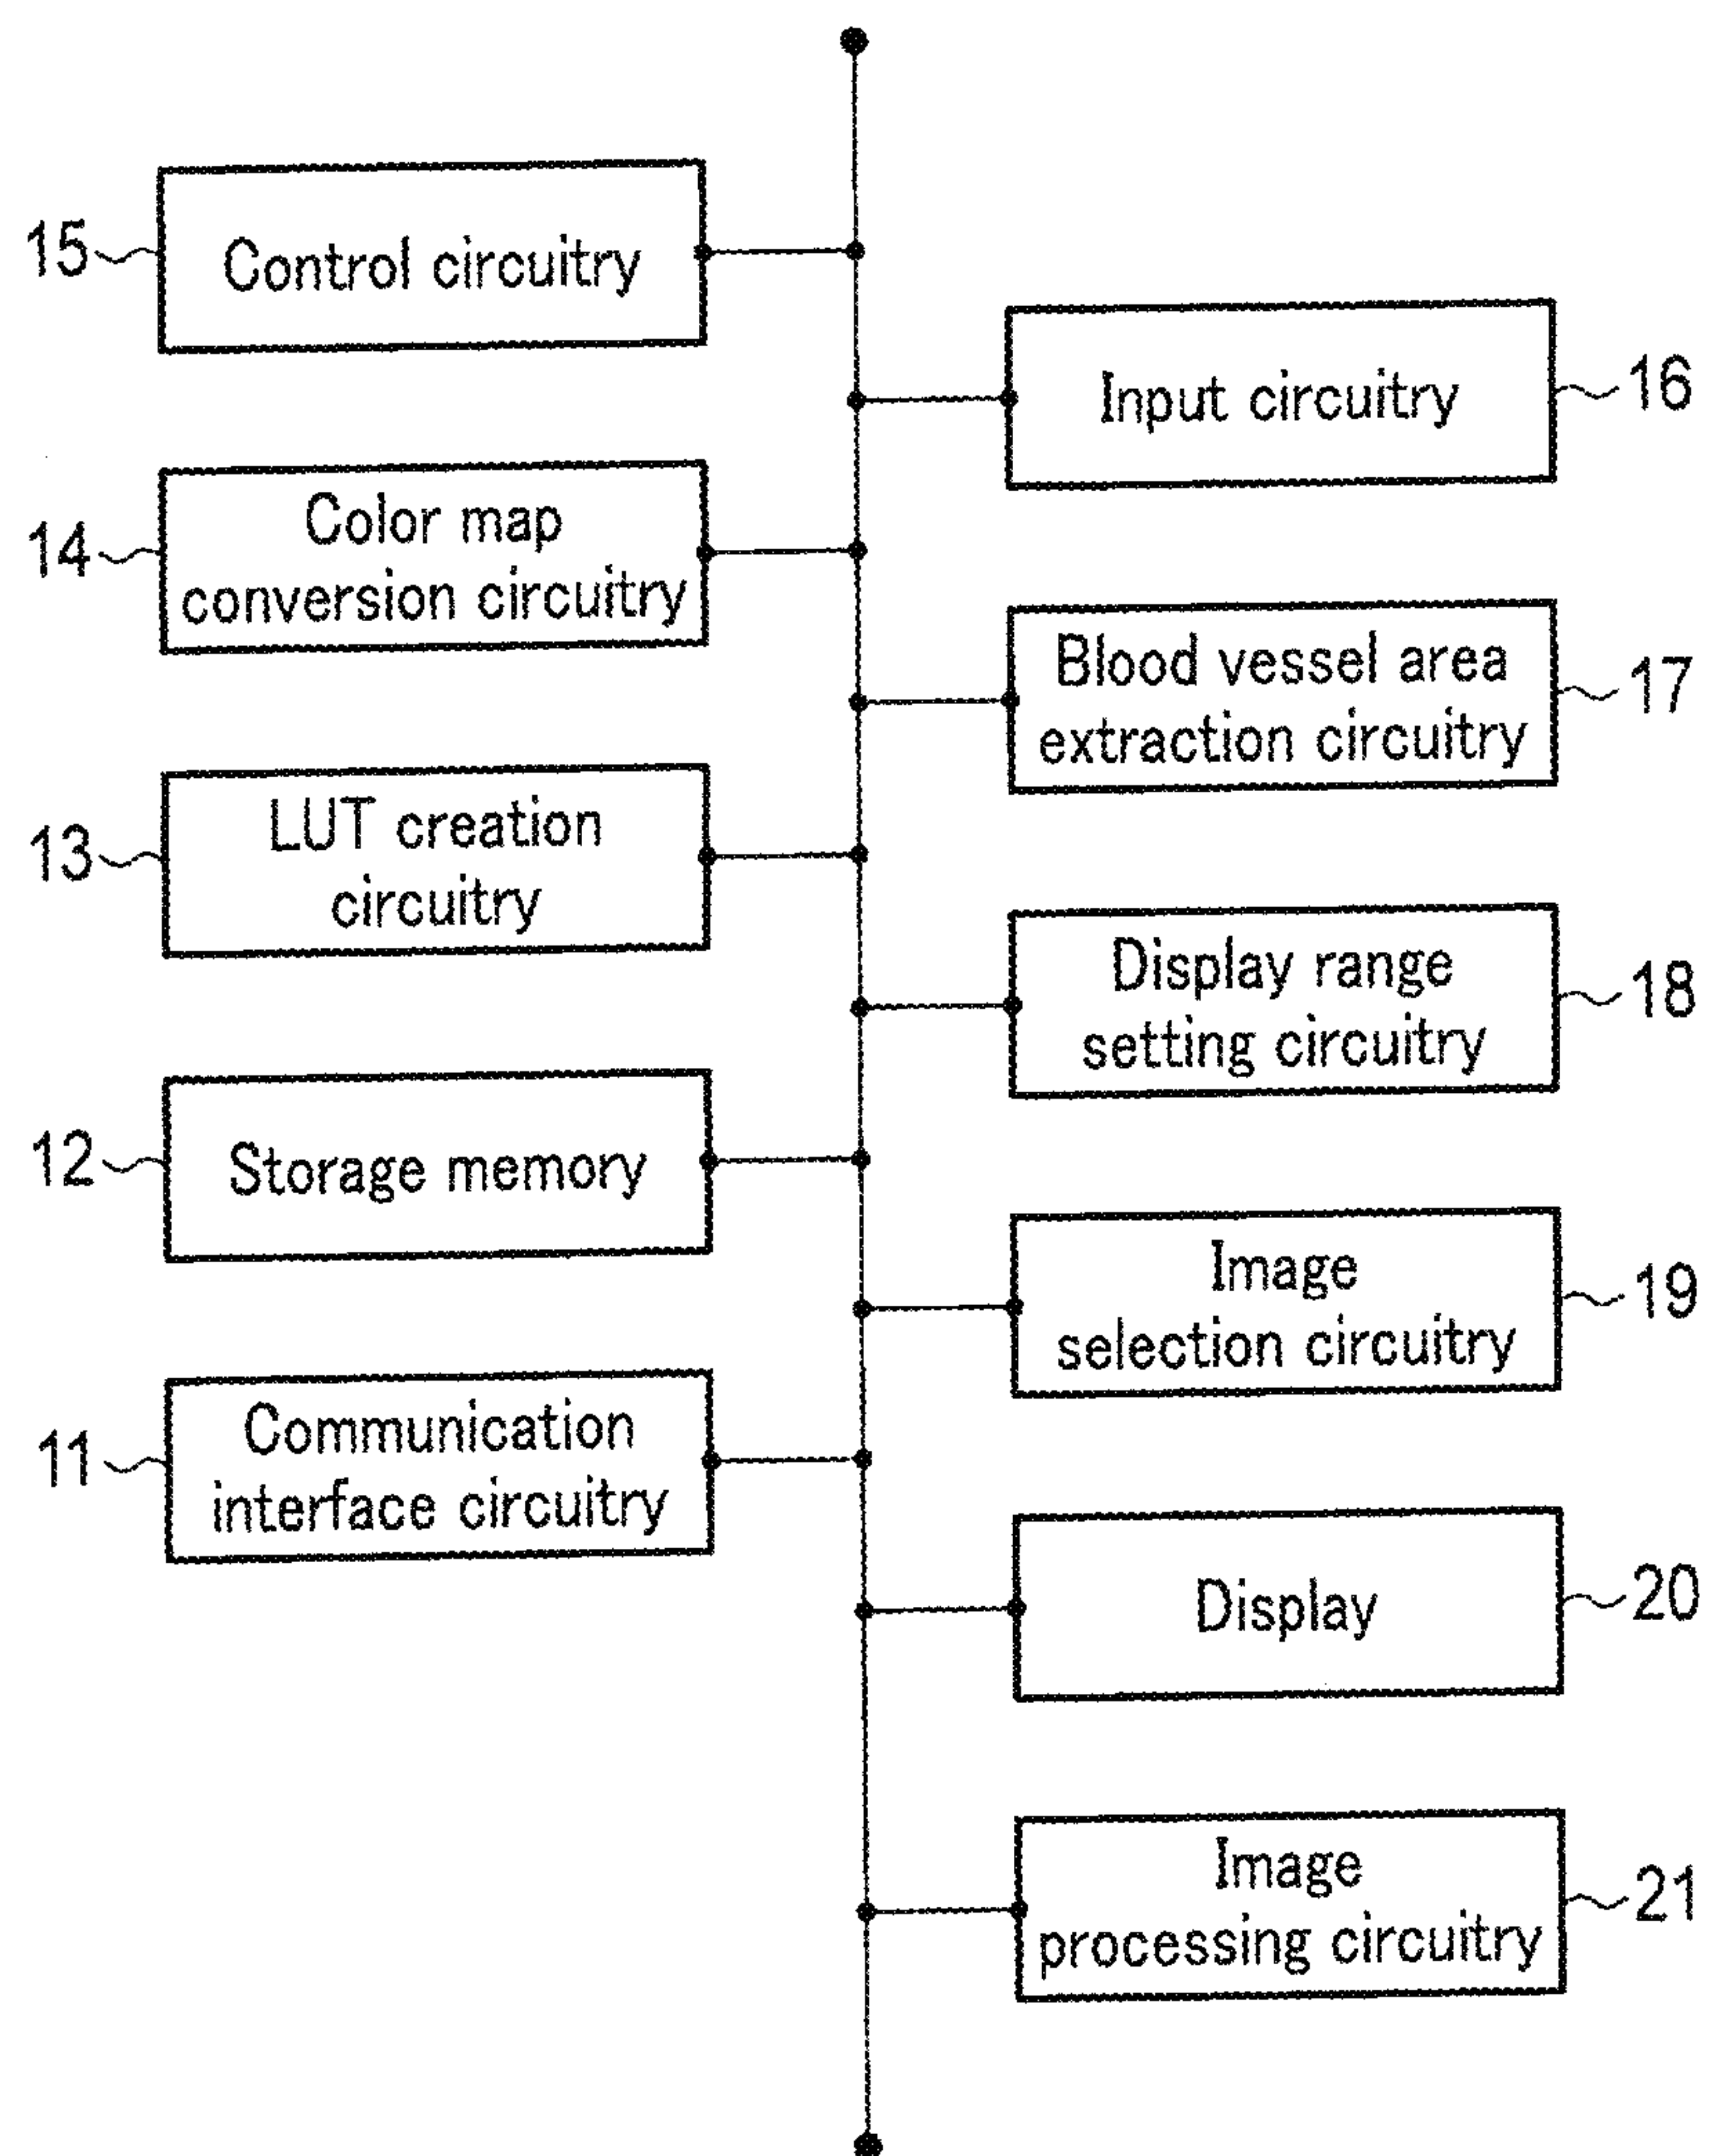 15
Control circuitry
16
Input circuitry
14
Color map
conversion circuitry
17
Blood vessel area
extraction circuitry
13
LUT creation
circuitry
18
Display range
setting circuitry
12
Storage memory
19
Image
selection circuitry
11
Communication
interface circuitry
20
Display
21
Image
processing circuitry